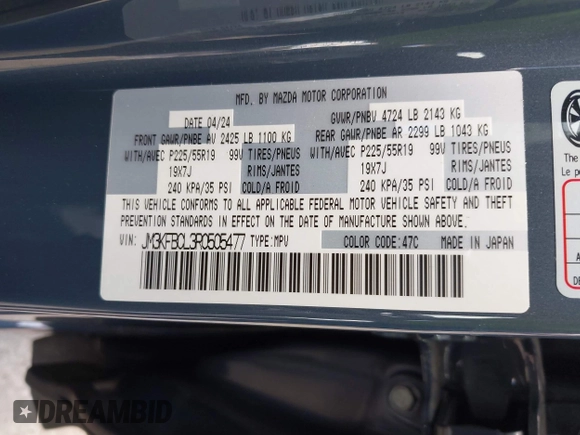 MFD. BY MAZDA MOTOR CORPORATION
DATE 04/24
GVWR/PNBV 4724 LB 2143 KG
FRONT GAWR/PNBE AV 2425 LB 1100 KG
REAR GAWR/PNBE AR 2299 LB 1043 KG
WITH/AVEC P225/55R19 99V TIRES/PNEUS
WITH/AVEC P225/55R19 99V TIRES/PNEUS
19X7J RIMS/JANTES
19X7J RIMS/JANTES
240 KPA/35 PSI COLD/A FROID
240 KPA/35 PSI COLD/A FROID
THIS VEHICLE CONFORMS TO ALL APPLICABLE FEDERAL MOTOR VEHICLE SAFETY AND THEFT
PREVENTION STANDARDS IN EFFECT ON THE DATE OF MANUFACTURE SHOWN ABOVE.
VIN: JM3KFBCL3R0505477 TYPE:MPV COLOR CODE:47C MADE IN JAPAN
The
Le p
A
DREAMBID